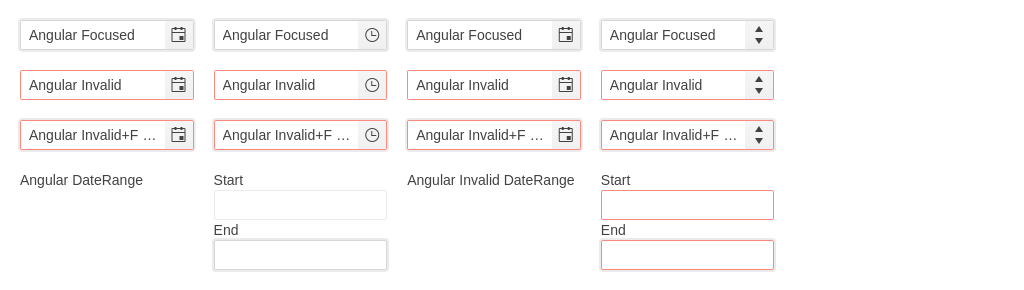 Angular Focused Angular Focused Angular Focused Angular Focused
Angular Invalid Angular Invalid Angular Invalid Angular Invalid
Angular Invalid+F … Angular Invalid+F … Angular Invalid+F … Angular Invalid+F …
Angular DateRange Start Angular Invalid DateRange Start
End End